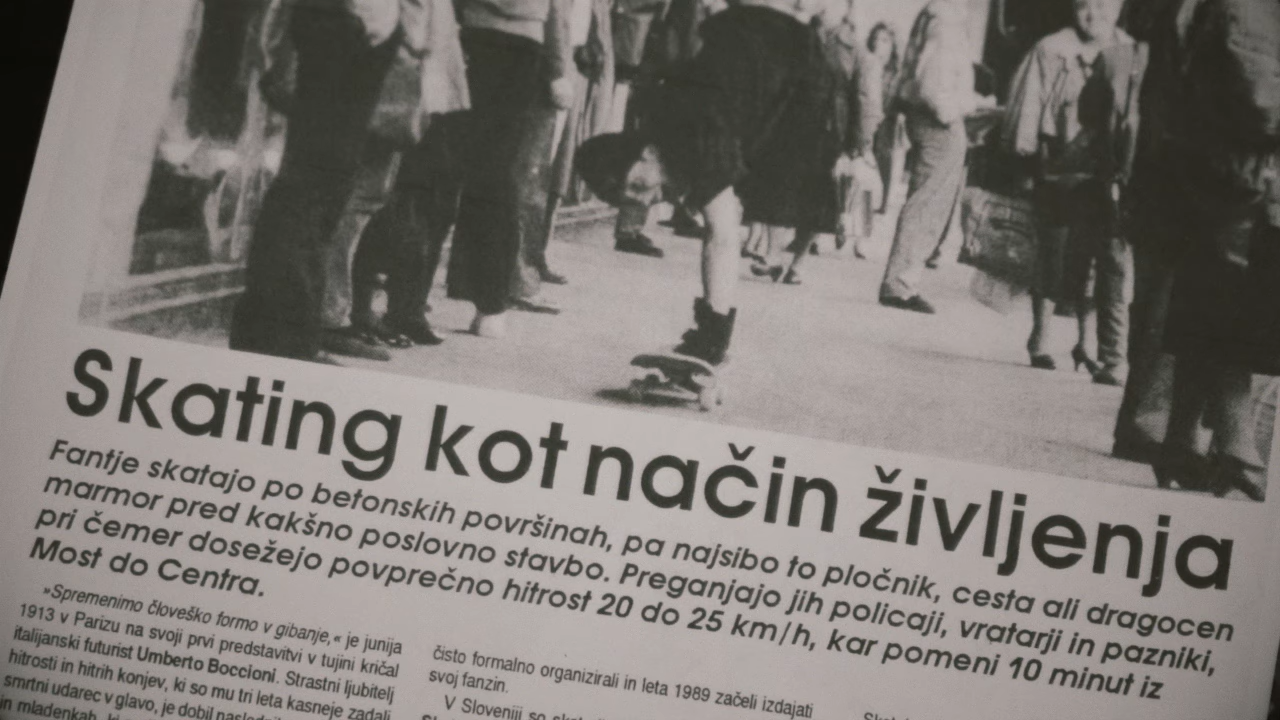 Skating kot način življenja
Fantje skatajo po betonskih površinah, pa najsibo to pločnik, cesta ali dragocen
marmor pred kakšno poslovno stavbo. Preganjajo jih policaji, vratarji in pazniki,
pri čemer dosežejo povprečno hitrost 20 do 25 km/h, kar pomeni 10 minut iz
Most do Centra.
»Spremenimo človeško formo v gibanje,« je junija
1913 v Parizu na svoji prvi predstavitvi v tujini kričal
italijanski futurist Umberto Boccioni. Strastni ljubitelj
hitrosti in hitrih konjev, ki so mu tri leta kasneje zadali
smrtni udarec v glavo, je dobil
in mladenkah,
čisto formalno organizirali in leta 1989 začeli izdajati
svoj fanzin.
V Sloveniji so